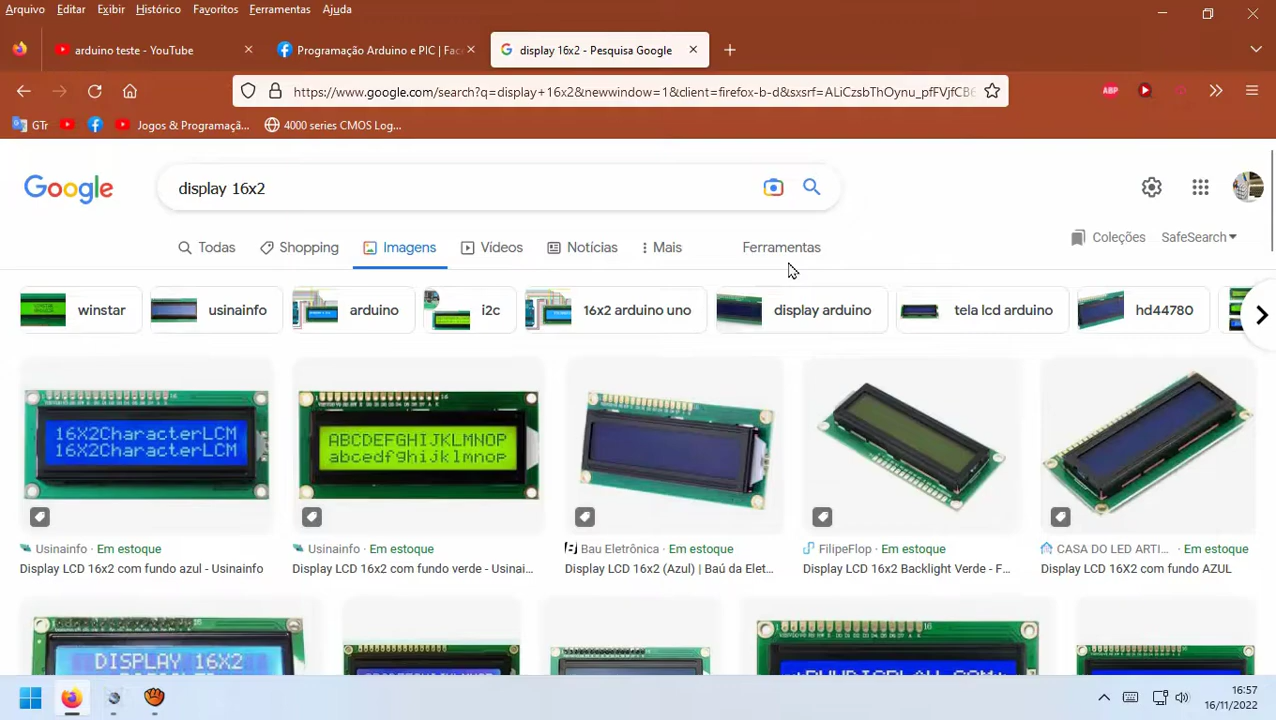 Arquivo Editar Exibir Histórico Favoritos Ferramentas Ajuda
arduino teste - YouTube
Programação Arduino e PIC | Fac
display 16x2 - Pesquisa Google
https://www.google.com/search?q=display+16x2&newwindow=1&client=firefox-b-d&sxsrf=ALiCzsbThOynu_pfFVjfCB6
ABP
GTr
Jogos & Programaçã...
4000 series CMOS Log...
Google
display 16x2
Todas
Shopping
Imagens
Vídeos
Notícias
Mais
Ferramentas
Coleções
SafeSearch
winstar
usinainfo
arduino
i2c
16x2 arduino uno
display arduino
tela lcd arduino
hd44780
16X2CharacterLCM
16X2CharacterLCM
ABCDEFGHIJKLMNOP
abcedfghijklmnop
Usinainfo · Em estoque
Display LCD 16x2 com fundo azul - Usinainfo
Usinainfo · Em estoque
Display LCD 16x2 com fundo verde - Usinai...
Bau Eletrônica · Em estoque
Display LCD 16x2 (Azul) | Baú da Elet...
FilipeFlop · Em estoque
Display LCD 16x2 Backlight Verde - F...
CASA DO LED ARTI... · Em estoque
Display LCD 16X2 com fundo AZUL
DISPLAY 16X2
16:57
16/11/2022